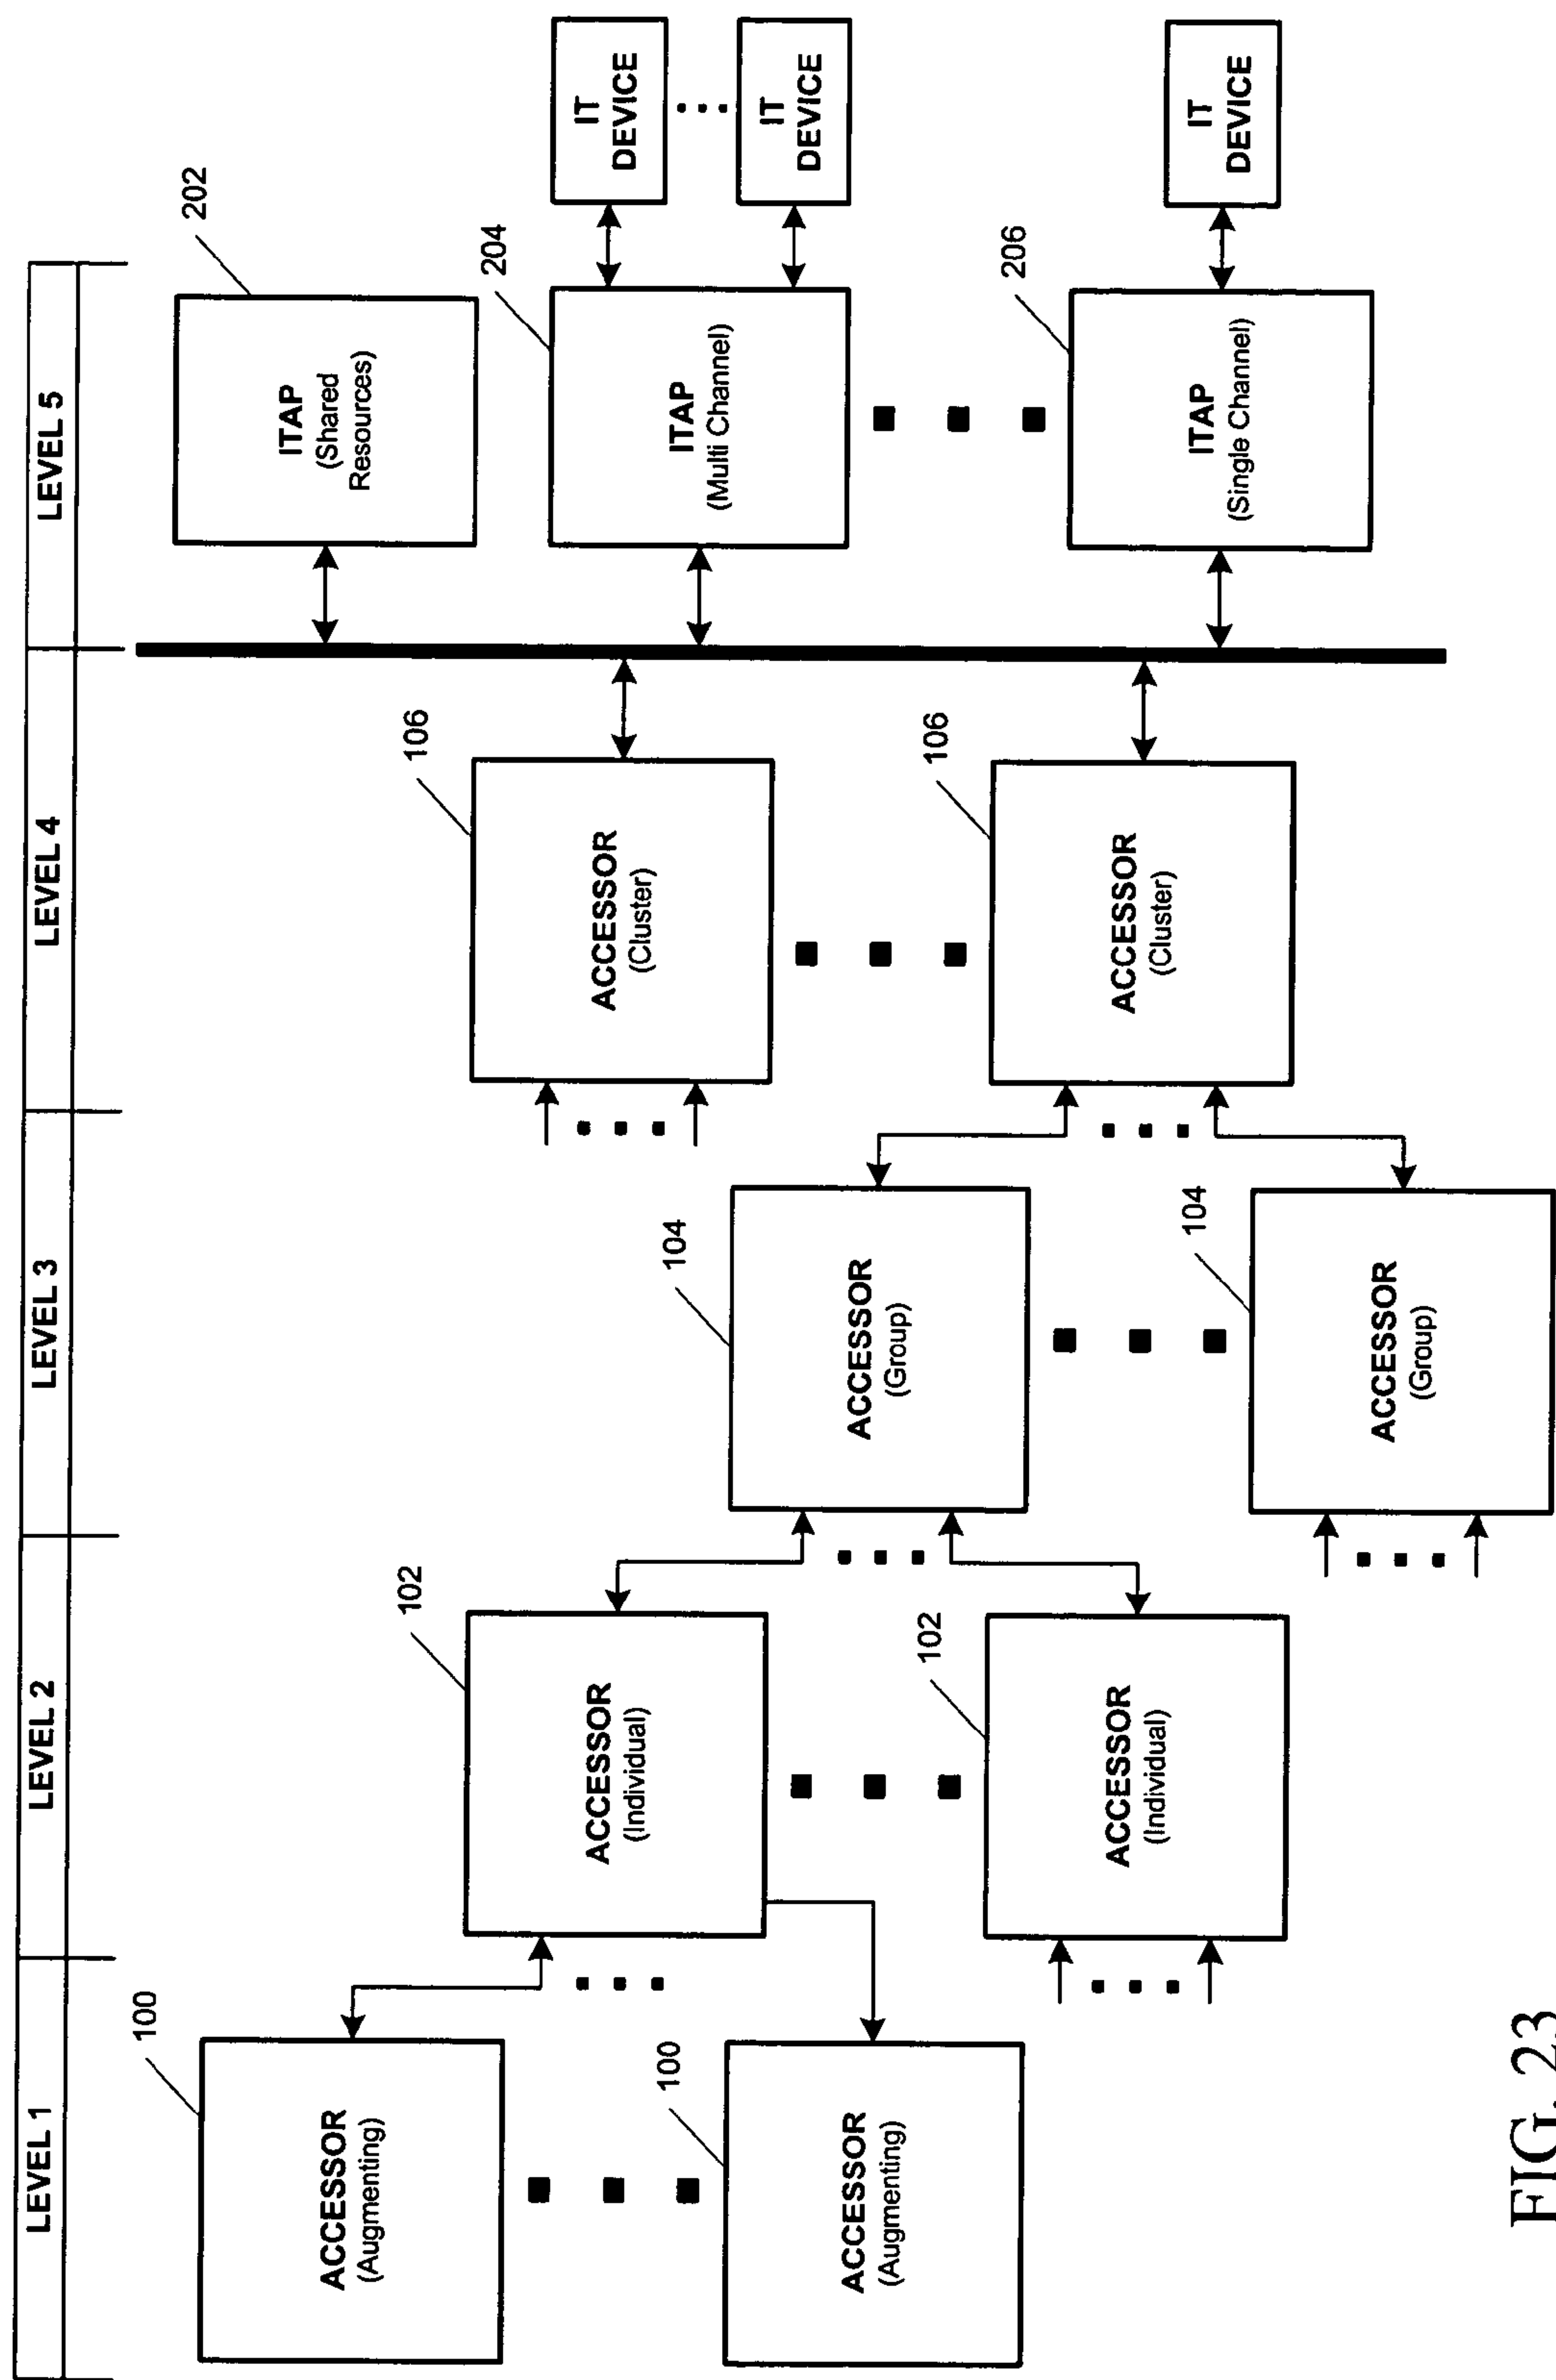 LEVEL 1
LEVEL 2
LEVEL 3
LEVEL 4
LEVEL 5
100
ACCESSOR
(Augmenting)
100
ACCESSOR
(Augmenting)
102
ACCESSOR
(Individual)
102
ACCESSOR
(Individual)
104
ACCESSOR
(Group)
104
ACCESSOR
(Group)
106
ACCESSOR
(Cluster)
106
ACCESSOR
(Cluster)
202
ITAP
(Shared
Resources)
204
ITAP
(Multi Channel)
206
ITAP
(Single Channel)
IT
DEVICE
IT
DEVICE
IT
DEVICE
FIG. 23